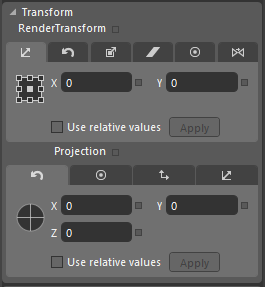 Transform
RenderTransform
X 0 Y 0
Use relative values Apply
Projection
X 0 Y 0
Z 0
Use relative values Apply